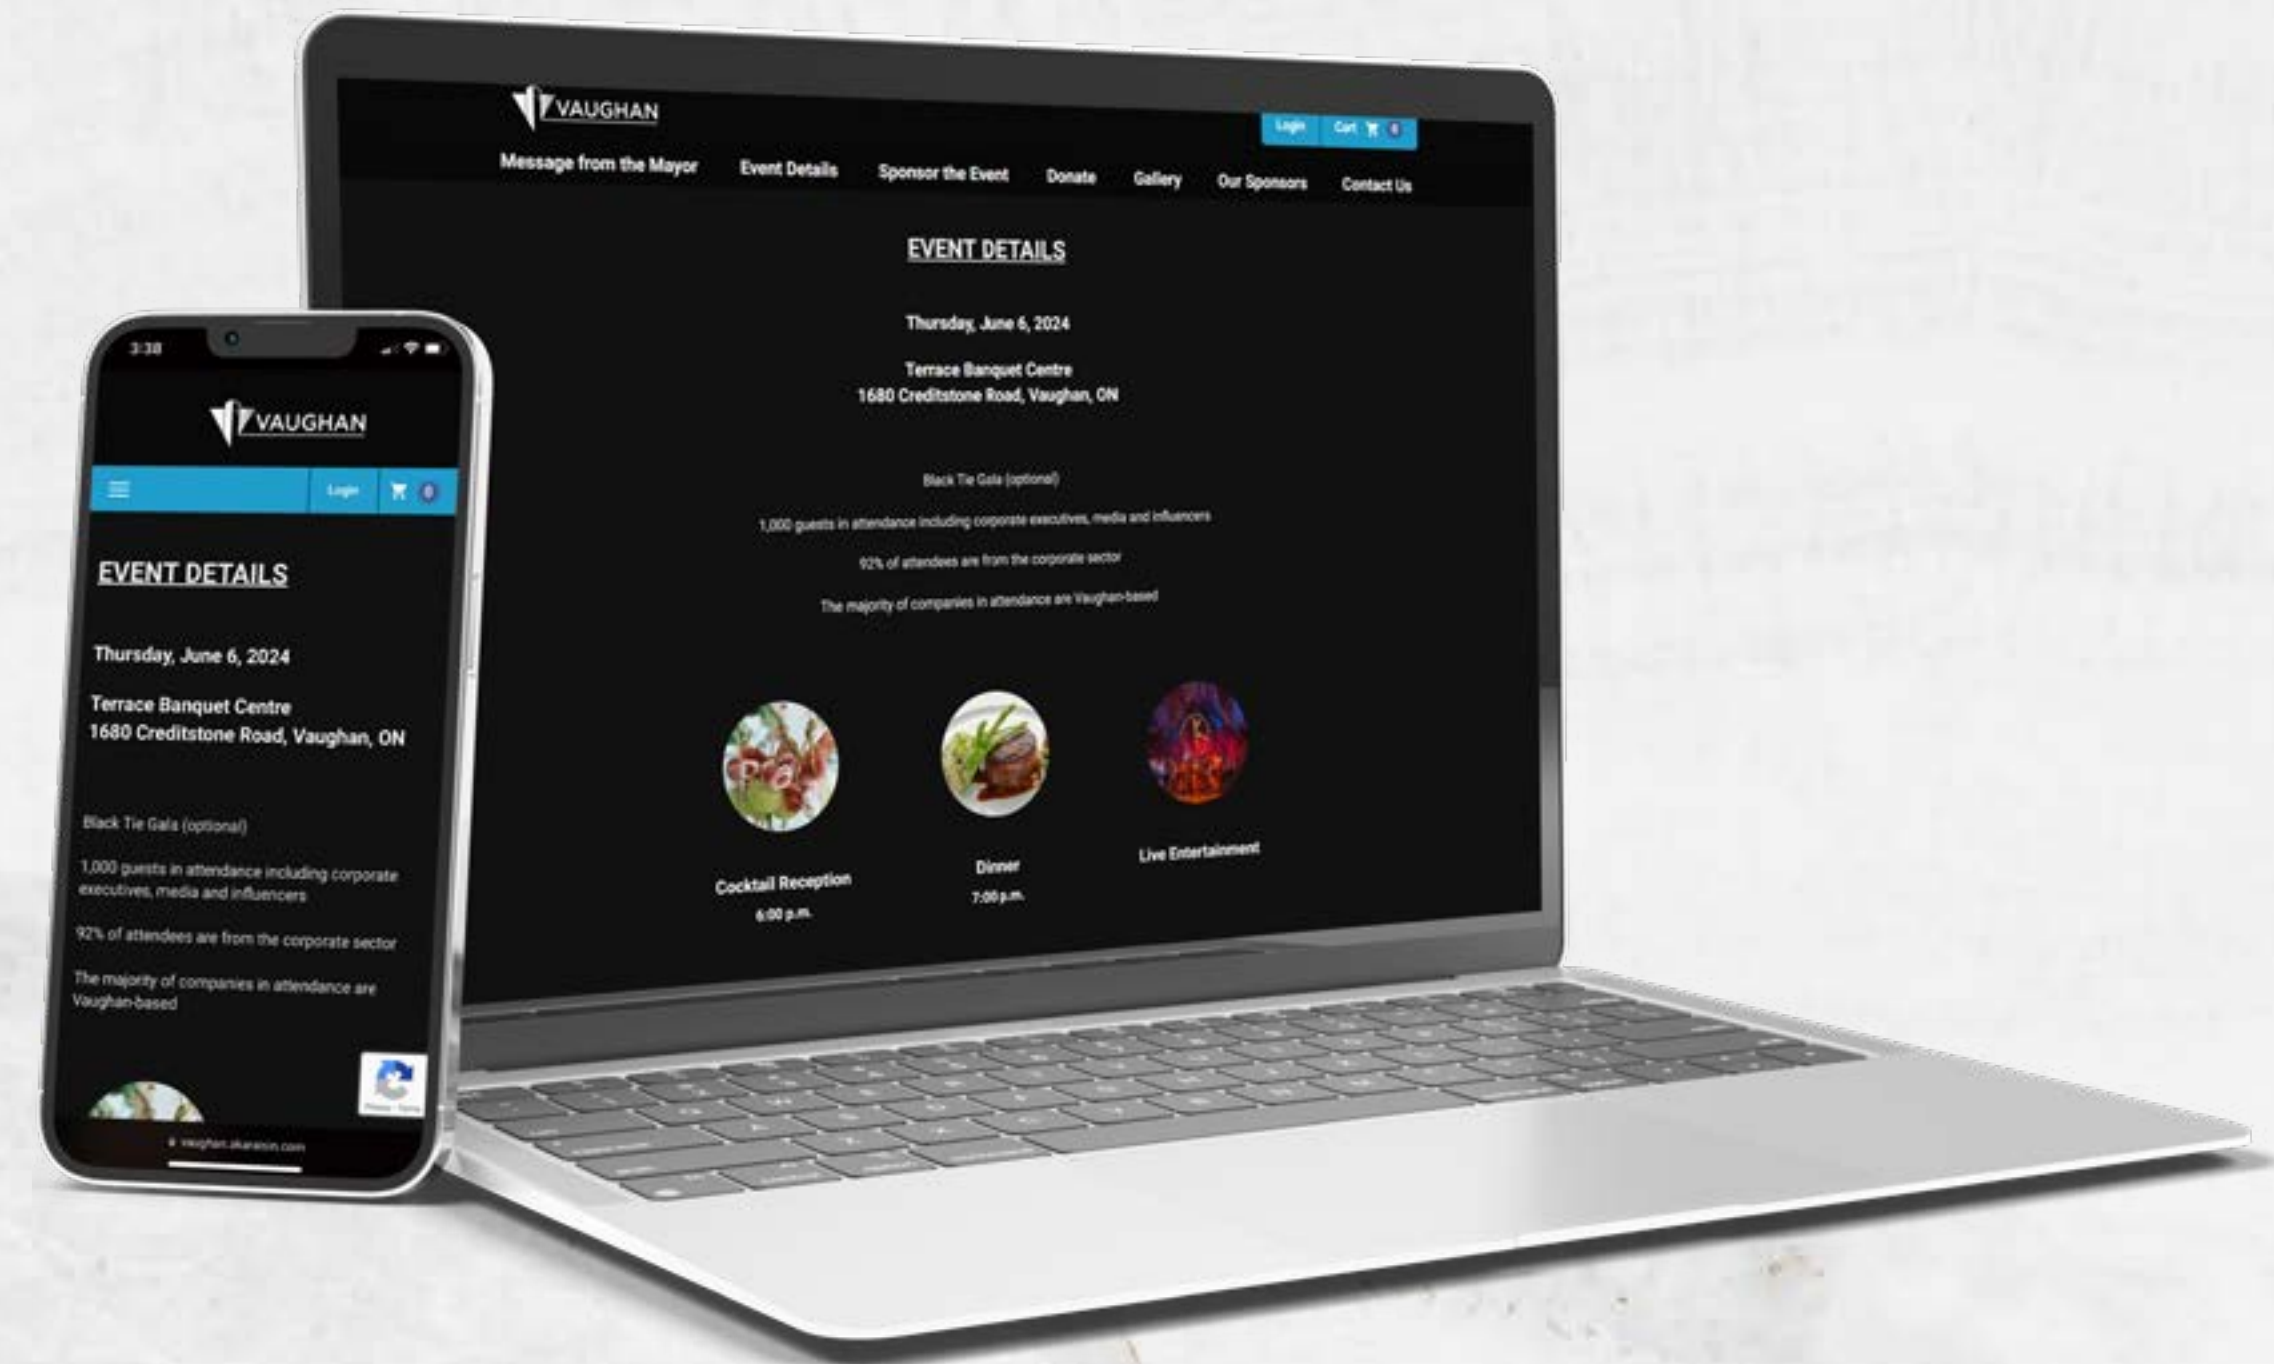 VAUGHAN
Login Cart 0
Message from the Mayor Event Details Sponsor the Event Donate Gallery Our Sponsors Contact Us
EVENT DETAILS
Thursday, June 6, 2024
Terrace Banquet Centre
1680 Creditstone Road, Vaughan, ON
Black Tie Gala (optional)
1,000 guests in attendance including corporate executives, media and influencers
92% of attendees are from the corporate sector
The majority of companies in attendance are Vaughan-based
Cocktail Reception
6:00 p.m.
Dinner
7:00 p.m.
Live Entertainment
3:38
VAUGHAN
Login 0
EVENT DETAILS
Thursday, June 6, 2024
Terrace Banquet Centre
1680 Creditstone Road, Vaughan, ON
Black Tie Gala (optional)
1,000 guests in attendance including corporate
executives, media and influencers
92% of attendees are from the corporate sector
The majority of companies in attendance are
Vaughan-based
Privacy - Terms
vaughan.akaraisin.com